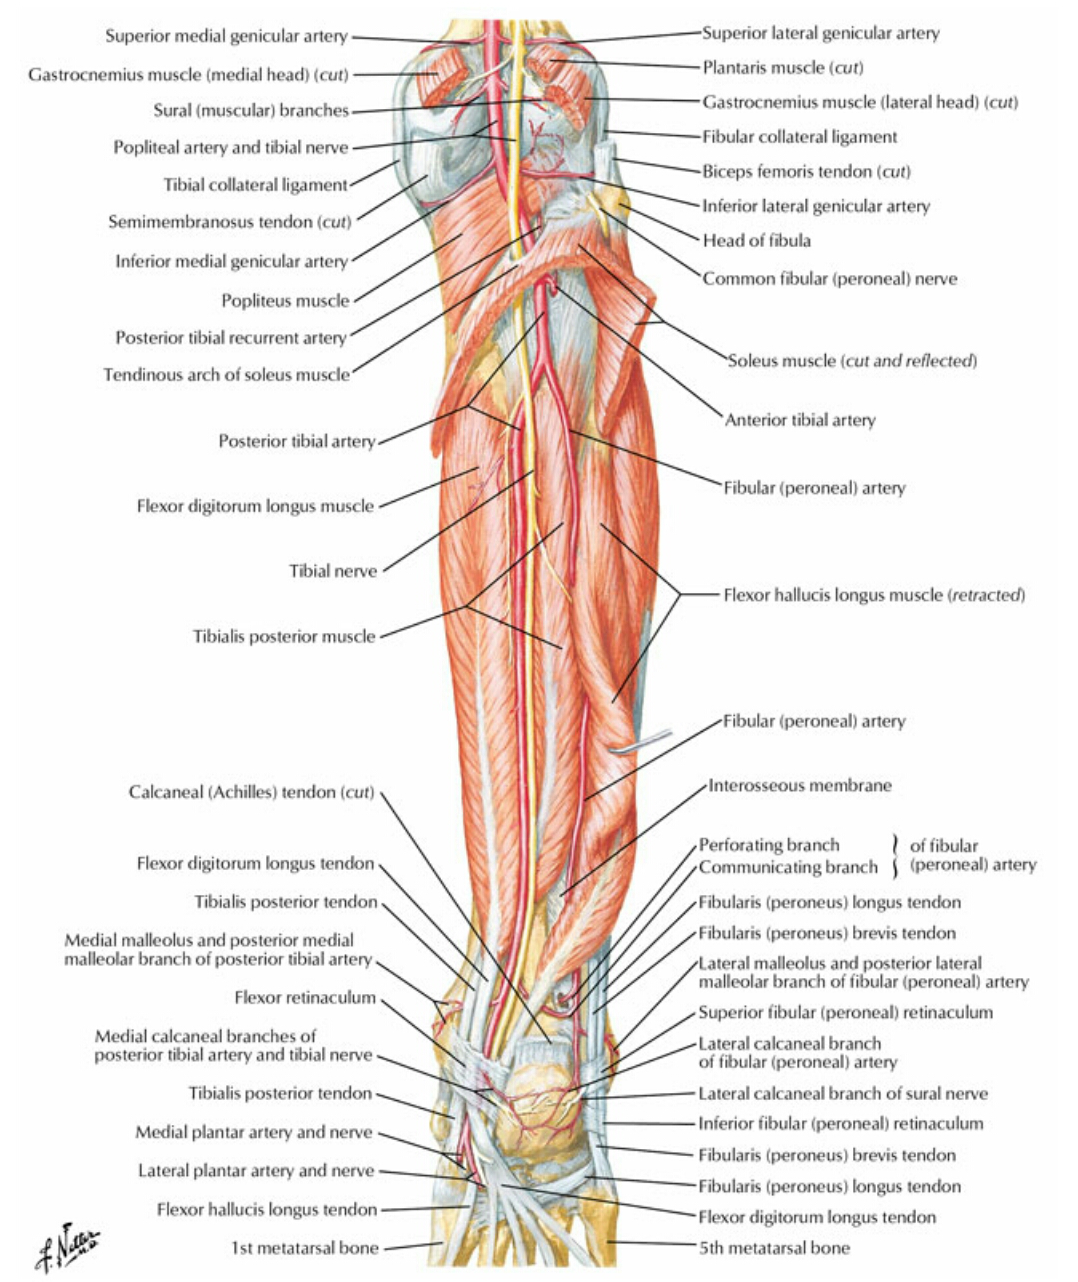 Superior medial genicular artery
Gastrocnemius muscle (medial head) (cut)
Sural (muscular) branches
Popliteal artery and tibial nerve
Tibial collateral ligament
Semimembranosus tendon (cut)
Inferior medial genicular artery
Popliteus muscle
Posterior tibial recurrent artery
Tendinous arch of soleus muscle
Posterior tibial artery
Flexor digitorum longus muscle
Tibial nerve
Tibialis posterior muscle
Calcaneal (Achilles) tendon (cut)
Flexor digitorum longus tendon
Tibialis posterior tendon
Medial malleolus and posterior medial
malleolar branch of posterior tibial artery
Flexor retinaculum
Medial calcaneal branches of
posterior tibial artery and tibial nerve
Tibialis posterior tendon
Medial plantar artery and nerve
Lateral plantar artery and nerve
Flexor hallucis longus tendon
1st metatarsal bone
Superior lateral genicular artery
Plantaris muscle (cut)
Gastrocnemius muscle (lateral head) (cut)
Fibular collateral ligament
Biceps femoris tendon (cut)
Inferior lateral genicular artery
Head of fibula
Common fibular (peroneal) nerve
Soleus muscle (cut and reflected)
Anterior tibial artery
Fibular (peroneal) artery
Flexor hallucis longus muscle (retracted)
Fibular (peroneal) artery
Interosseous membrane
Perforating branch
Communicating branch
of fibular
(peroneal) artery
Fibularis (peroneus) longus tendon
Fibularis (peroneus) brevis tendon
Lateral malleolus and posterior lateral
malleolar branch of fibular (peroneal) artery
Superior fibular (peroneal) retinaculum
Lateral calcaneal branch
of fibular (peroneal) artery
Lateral calcaneal branch of sural nerve
Inferior fibular (peroneal) retinaculum
Fibularis (peroneus) brevis tendon
Fibularis (peroneus) longus tendon
Flexor digitorum longus tendon
5th metatarsal bone
F. Netter
M.D.